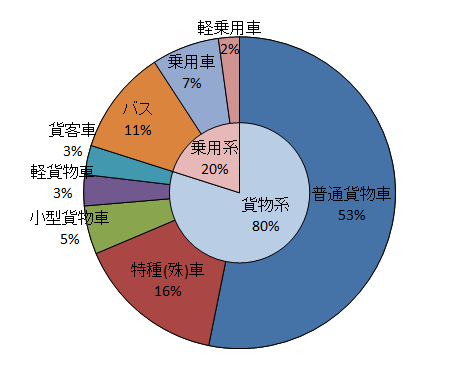 軽乗用車
2%
乗用車
7%
バス
11%
貨客車
3%
軽貨物車
3%
小型貨物車
5%
特種(殊)車
16%
普通貨物車
53%
乗用系
20%
貨物系
80%